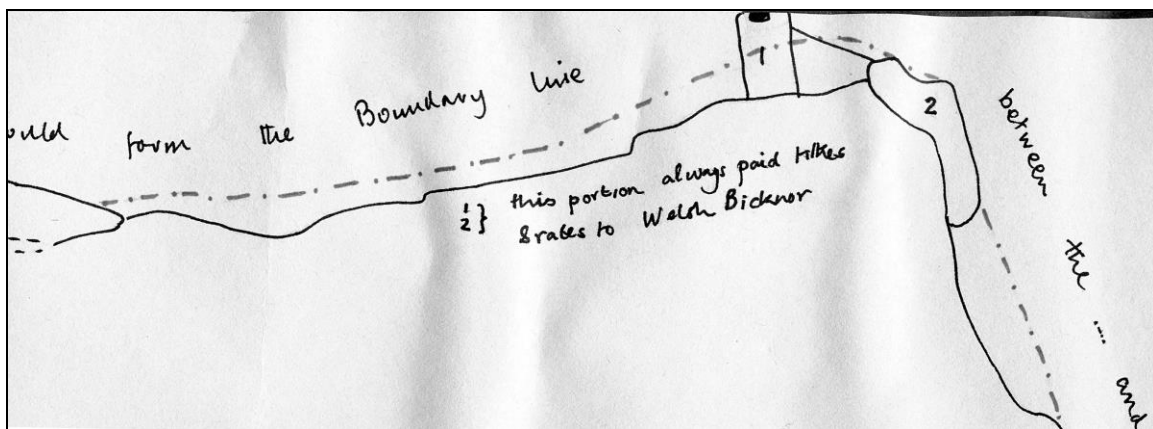 ould form the Boundary line between the .... and
1
2
1
2 } this portion always paid tithes
& rates to Welsh Bicknor